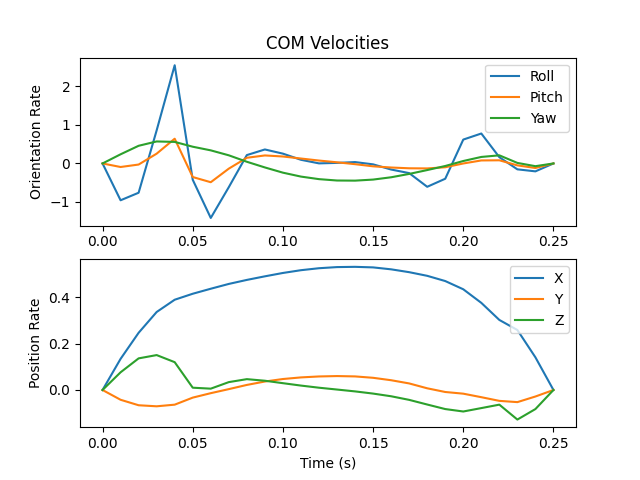 COM Velocities
Orientation Rate
2
1
0
−1
Roll
Pitch
Yaw
0.00 0.05 0.10 0.15 0.20 0.25
Position Rate
0.4
0.2
0.0
X
Y
Z
0.00 0.05 0.10 0.15 0.20 0.25
Time (s)